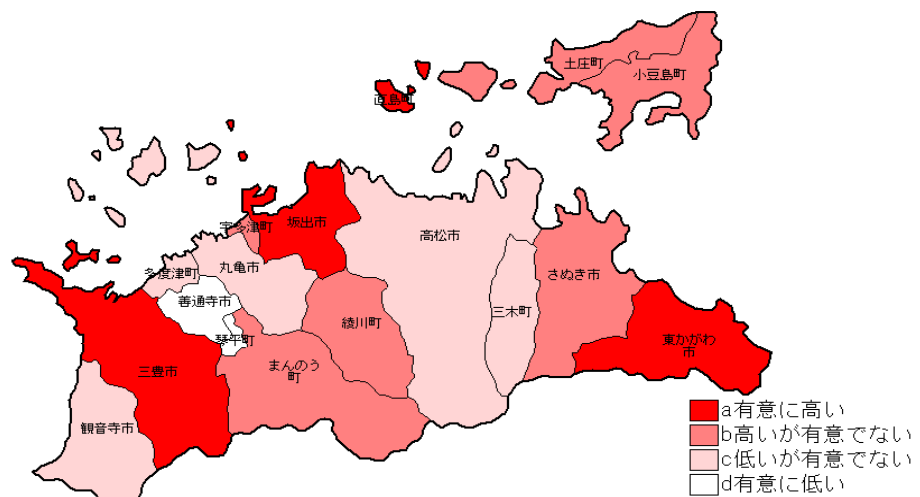 土庄町
小豆島町
直島町
宇多津町
坂出市
高松市
多度津町
丸亀市
さぬき市
善通寺市
三木町
綾川町
琴平町
東かがわ
市
まんのう
町
三豊市
観音寺市
a有意に高い
b高いが有意でない
c低いが有意でない
d有意に低い